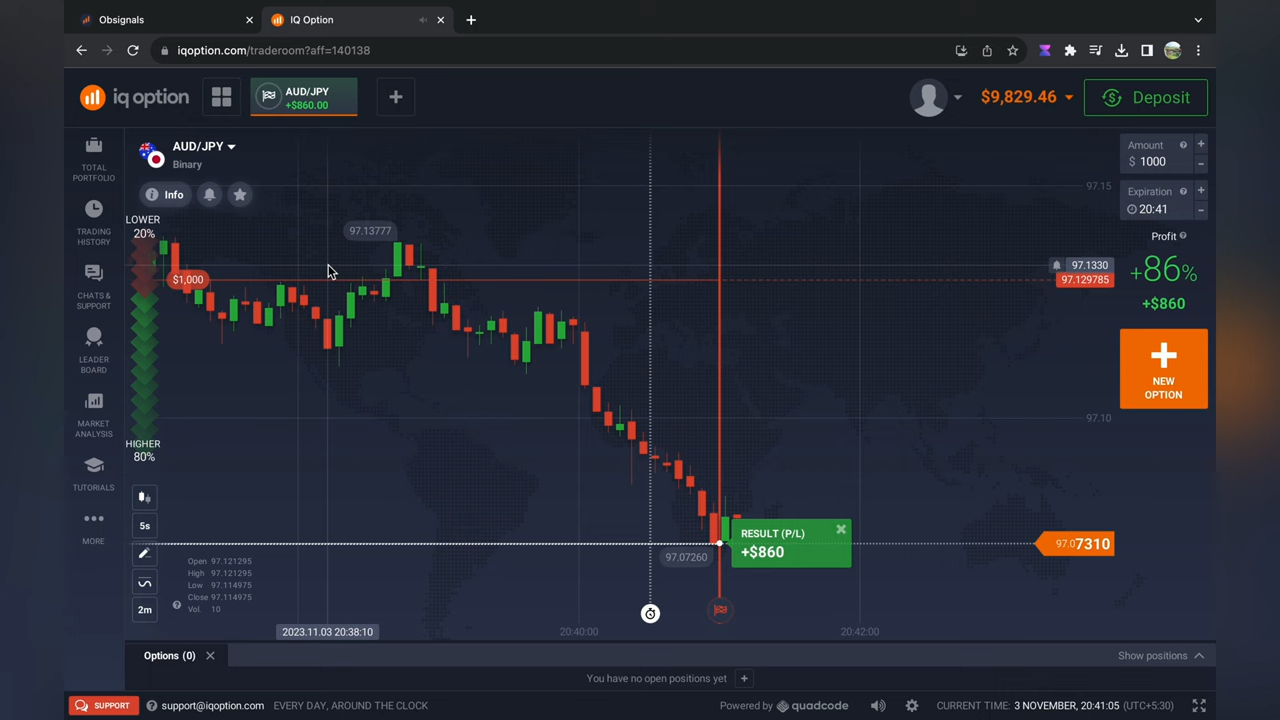 Obsignals
IQ Option
iqoption.com/traderoom?aff=140138
iq option
AUD/JPY
+$860.00
$9,829.46
Deposit
AUD/JPY
Binary
Info
TOTAL
PORTFOLIO
TRADING
HISTORY
CHATS &
SUPPORT
LEADER
BOARD
MARKET
ANALYSIS
TUTORIALS
MORE
LOWER
20%
$1,000
HIGHER
80%
5s
2m
97.13777
97.15
97.1330
97.129785
97.10
97.07310
97.07260
RESULT (P/L)
+$860
Open 97.121295
High 97.121295
Low 97.114975
Close 97.114975
Vol. 10
2023.11.03 20:38:10
20:40:00
20:42:00
Amount
$ 1000
Expiration
20:41
Profit
+86%
+$860
NEW
OPTION
Options (0)
Show positions
You have no open positions yet
SUPPORT
support@iqoption.com
EVERY DAY, AROUND THE CLOCK
Powered by quadcode
CURRENT TIME: 3 NOVEMBER, 20:41:05 (UTC+5:30)